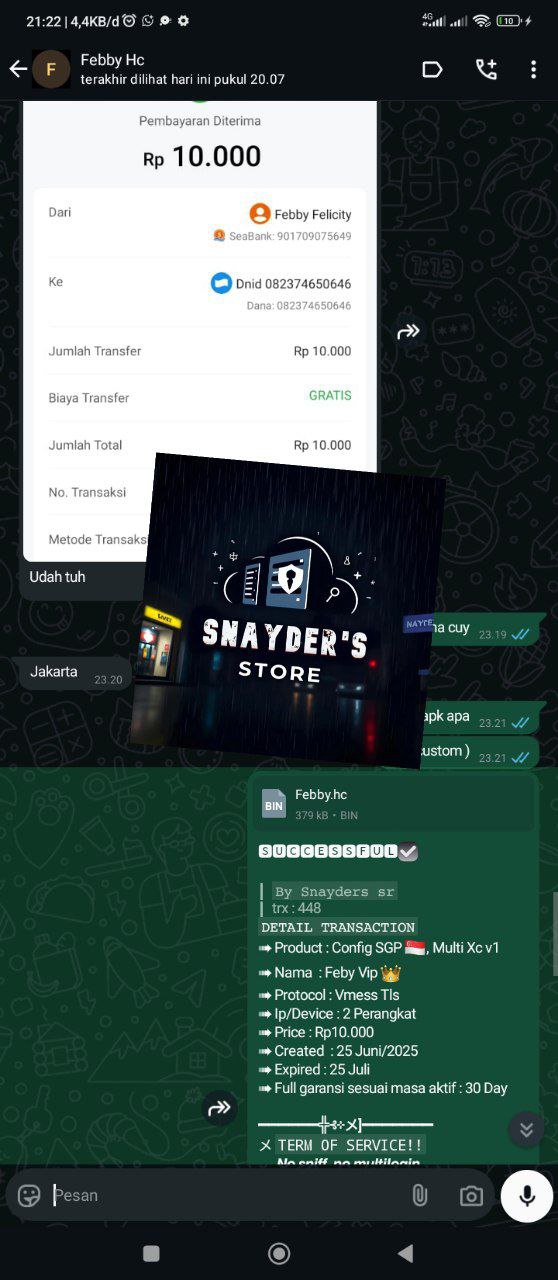 21:22 | 4,4KB/d
4G
10
F
Febby Hc
terakhir dilihat hari ini pukul 20.07
Pembayaran Diterima
Rp 10.000
Dari
Febby Felicity
SeaBank: 901709075649
Ke
Dnid 082374650646
Dana: 082374650646
Jumlah Transfer
Rp 10.000
Biaya Transfer
GRATIS
Jumlah Total
Rp 10.000
No. Transaksi
Metode Transaks
Udah tuh
SNAYDER'S
STORE
NAYCE
na cuy 23.19
Jakarta 23.20
apk apa 23.21
ustom ) 23.21
BIN
Febby.hc
379 kB • BIN
SUCCESSFUL
By Snayders sr
trx : 448
DETAIL TRANSACTION
➠ Product : Config SGP 🇸🇬, Multi Xc v1
➠ Nama : Feby Vip 👑
➠ Protocol : Vmess Tls
➠ Ip/Device : 2 Perangkat
➠ Price : Rp10.000
➠ Created : 25 Juni/2025
➠ Expired : 25 Juli
➠ Full garansi sesuai masa aktif : 30 Day
メ TERM OF SERVICE!!
No sniff, no multilogin
Pesan